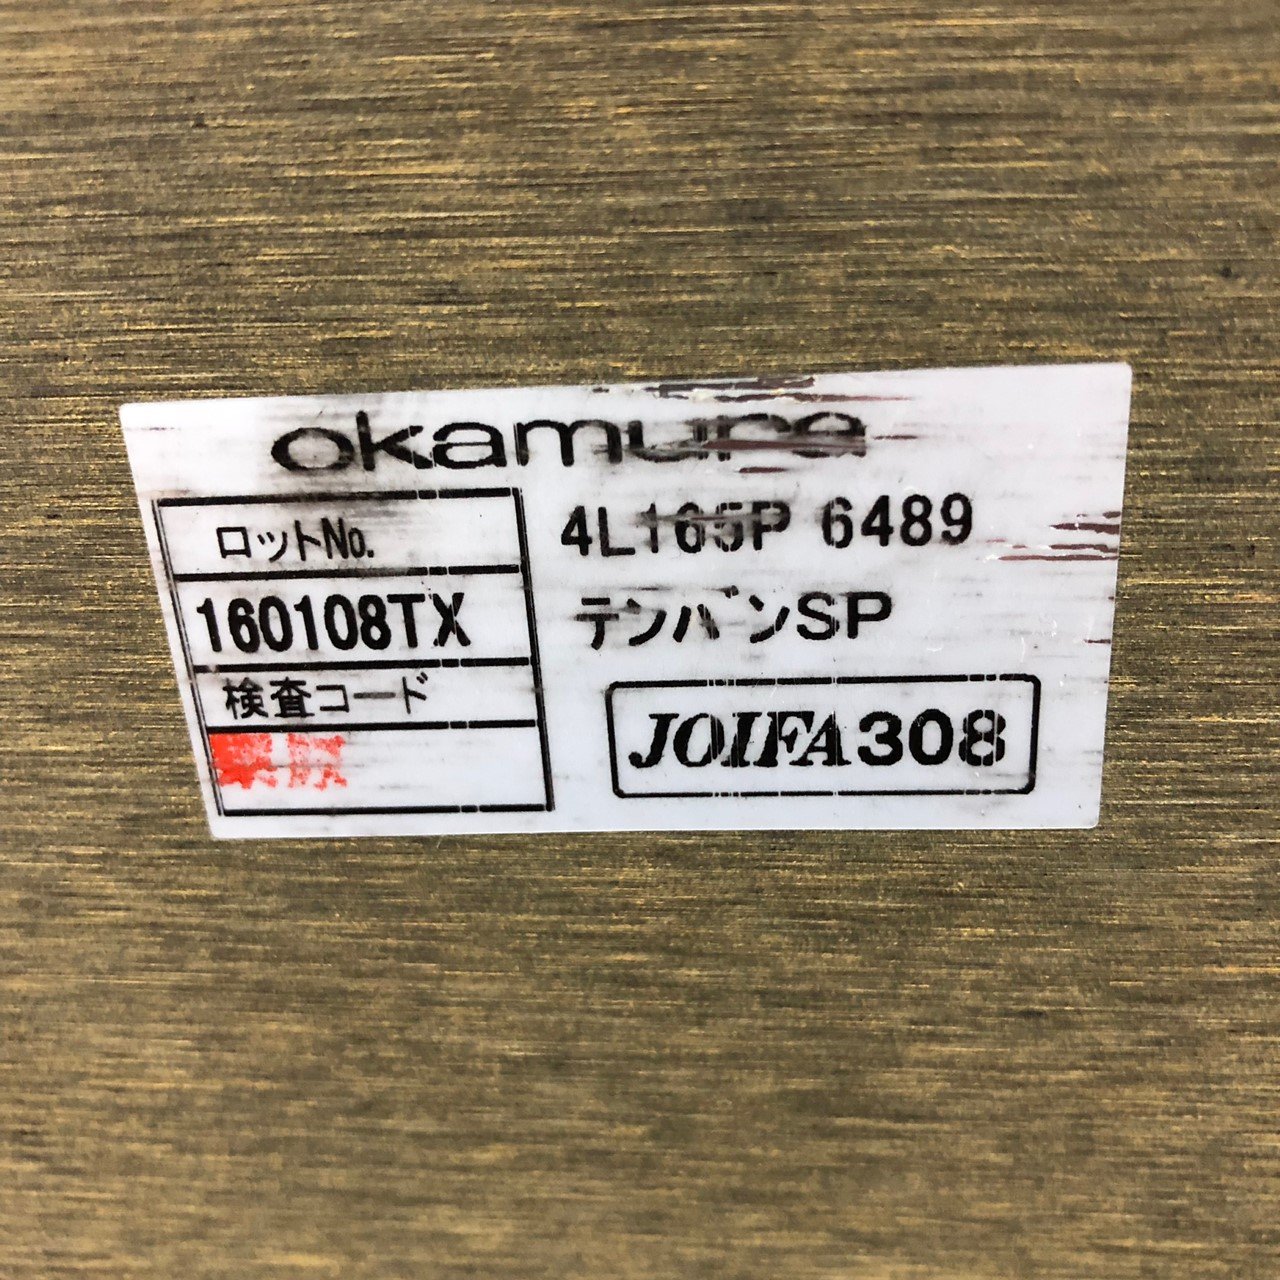 okamura
ロットNo.
160108TX
検査コード
4L165P 6489
テンバンSP
JOIFA308